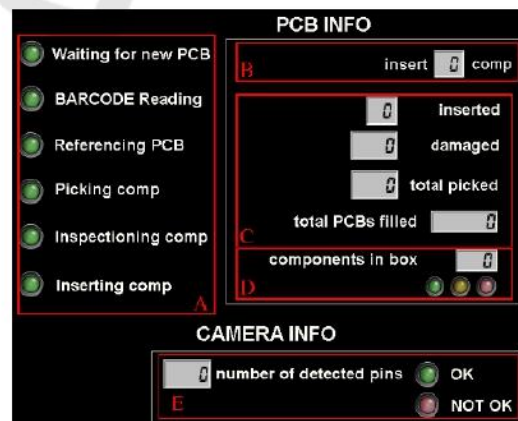 PCB INFO
Waiting for new PCB
BARCODE Reading
Referencing PCB
Picking comp
Inspectioning comp
Inserting comp
A
insert 0 comp
B
0 inserted
0 damaged
0 total picked
total PCBs filled 0
C
components in box 0
D
CAMERA INFO
0 number of detected pins OK
E
NOT OK